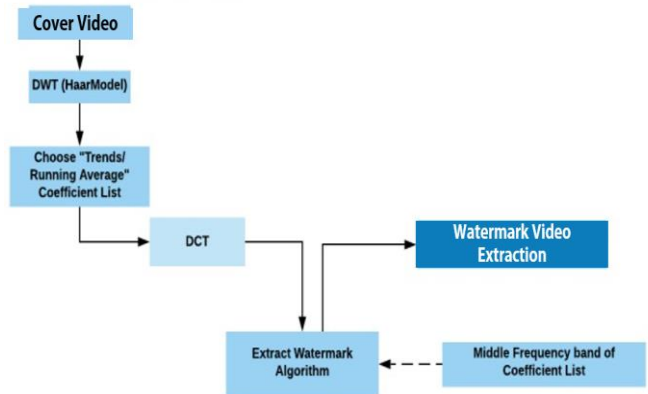 Cover Video
DWT (HaarModel)
Choose "Trends/
Running Average"
Coefficient List
DCT
Watermark Video
Extraction
Extract Watermark
Algorithm
Middle Frequency band of
Coefficient List